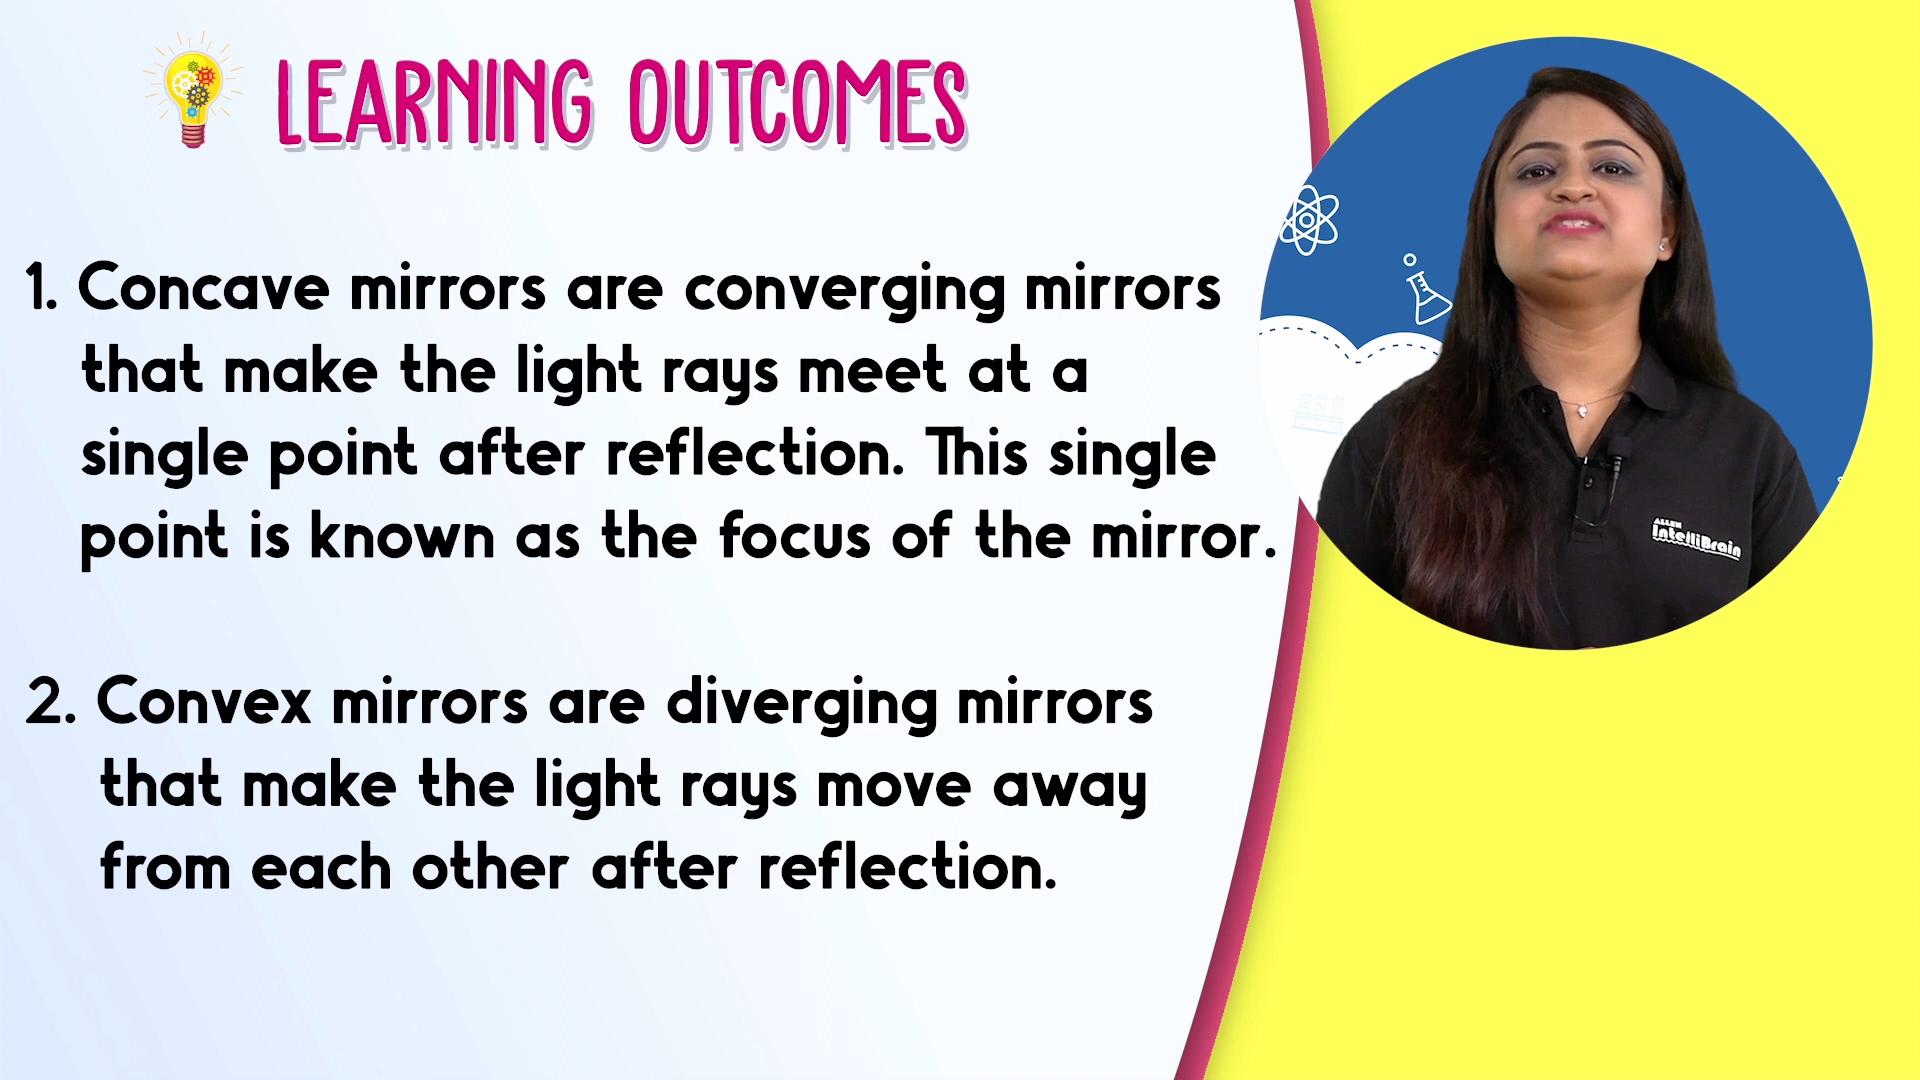 LEARNING OUTCOMES
1. Concave mirrors are converging mirrors
that make the light rays meet at a
single point after reflection. This single
point is known as the focus of the mirror.
2. Convex mirrors are diverging mirrors
that make the light rays move away
from each other after reflection.
ALLEN
IntelliBrain